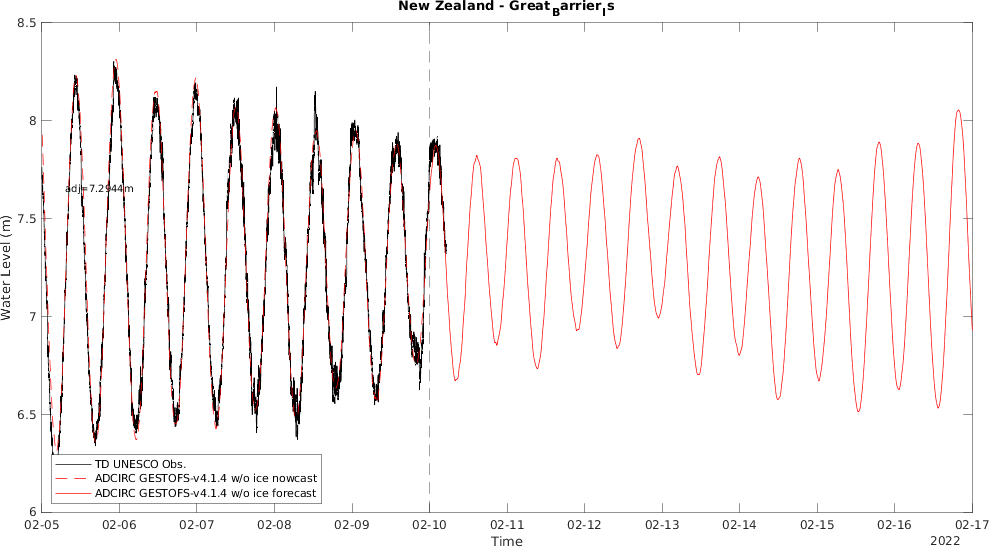 New Zealand - Great_Barrier_Is
8.5
8
7.5
7
6.5
6
Water Level (m)
adj=7.2944m
TD UNESCO Obs.
ADCIRC GESTOFS-v4.1.4 w/o ice nowcast
ADCIRC GESTOFS-v4.1.4 w/o ice forecast
02-05 02-06 02-07 02-08 02-09 02-10 02-11 02-12 02-13 02-14 02-15 02-16 02-17
Time
2022